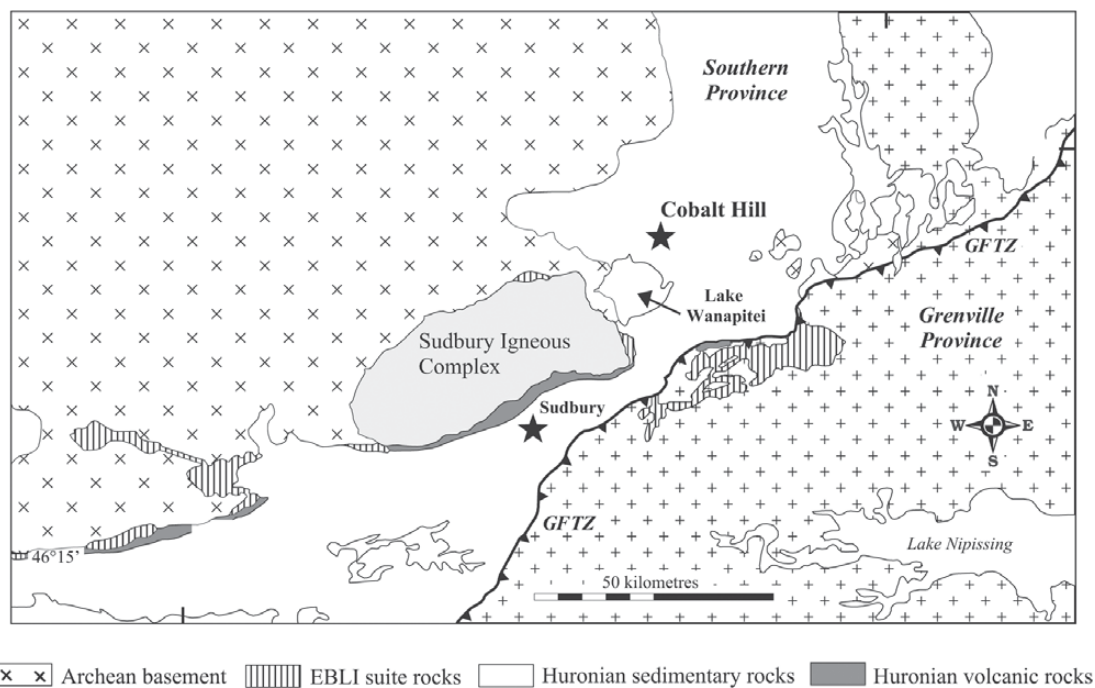 Southern
Province
Cobalt Hill
GFTZ
Lake
Wanapitei
Grenville
Province
Sudbury Igneous
Complex
Sudbury
N
W E
S
GFTZ
Lake Nipissing
46°15'
50 kilometres
Archean basement EBLI suite rocks Huronian sedimentary rocks Huronian volcanic rocks